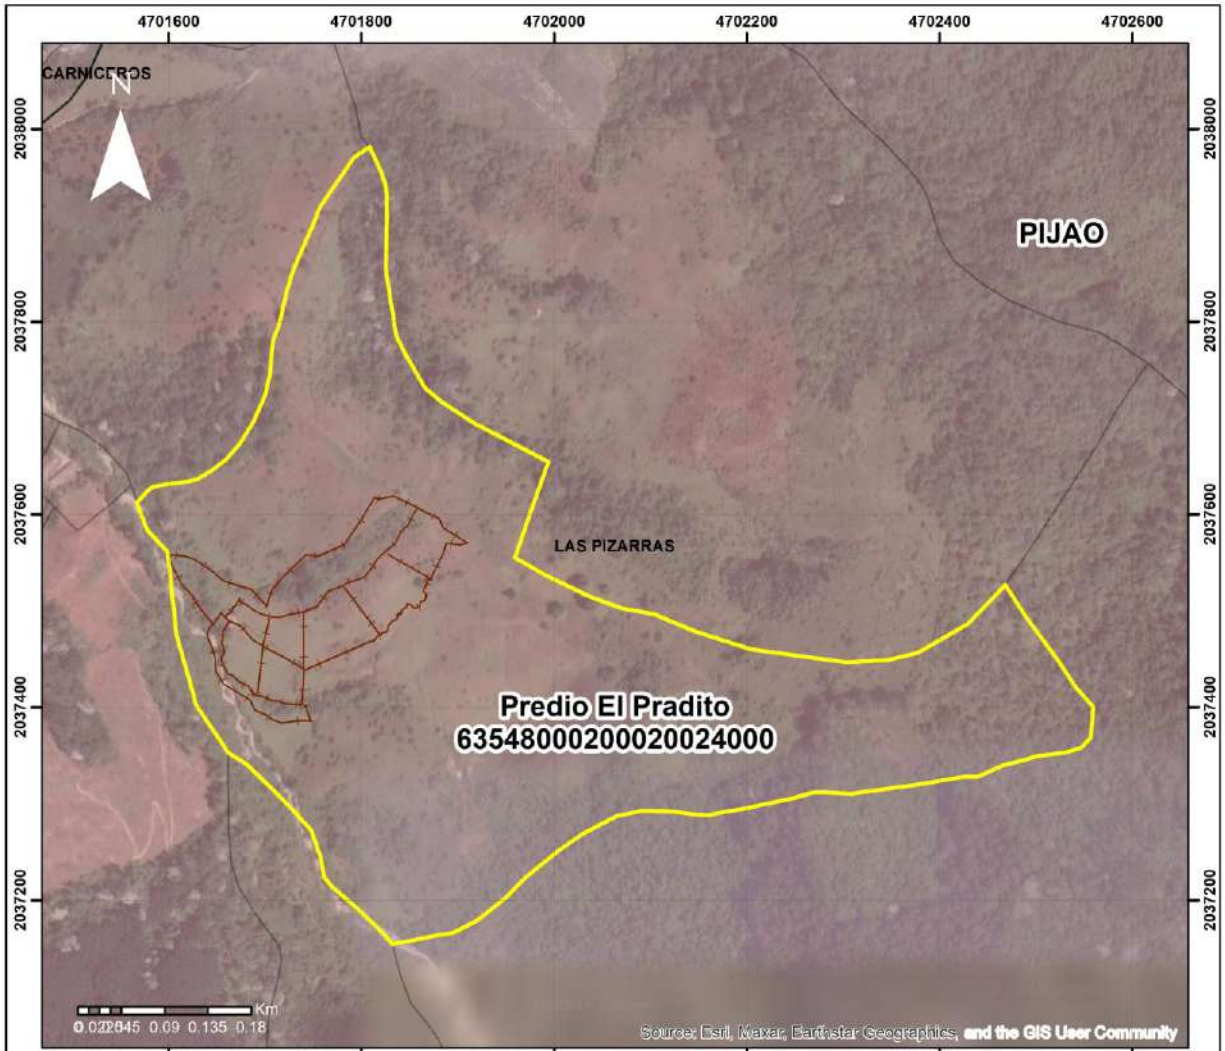 4701600 4701800 4702000 4702200 4702400 4702600
CARNICEROS
N
2038000 2038000
PIJAO
2037800 2037800
2037600 2037600
LAS PIZARRAS
2037400 2037400
Predio El Pradito
63548000200020024000
2037200 2037200
Km
0.09 0.135 0.18
Source: Esri, Maxar, Earthstar Geographics, and the GIS User Community